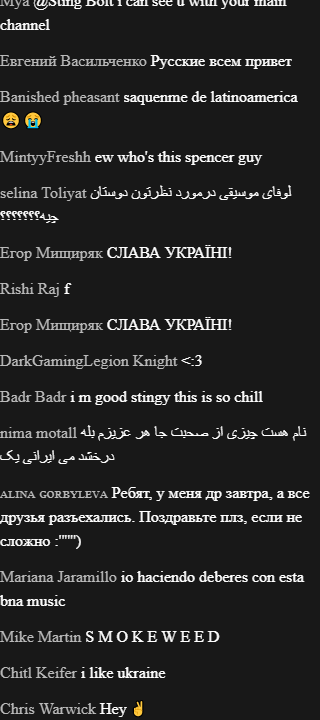 Mya @Sting Bolt i can see u with your main
channel
Евгений Васильченко Русские всем привет
Banished pheasant saquenme de latinoamerica
😩😭
MintyyFreshh ew who's this spencer guy
selina Toliyat لوفای موسیقی درمورد نظرتون دوستان
چیه؟؟؟؟؟؟؟
Егор Мищиряк СЛАВА УКРАЇНІ!
Rishi Raj f
Егор Мищиряк СЛАВА УКРАЇНІ!
DarkGamingLegion Knight <:3
Badr Badr i m good stingy this is so chill
nima motall نام هست چیزی از صحبت جا هر عزیزم بله
درخشد می ایرانی یک
ALINA GORBYLEVA Ребят, у меня др завтра, а все
друзья разъехались. Поздравьте плз, если не
сложно :""")
Mariana Jaramillo io haciendo deberes con esta
bna music
Mike Martin S M O K E W E E D
Chitl Keifer i like ukraine
Chris Warwick Hey ✌